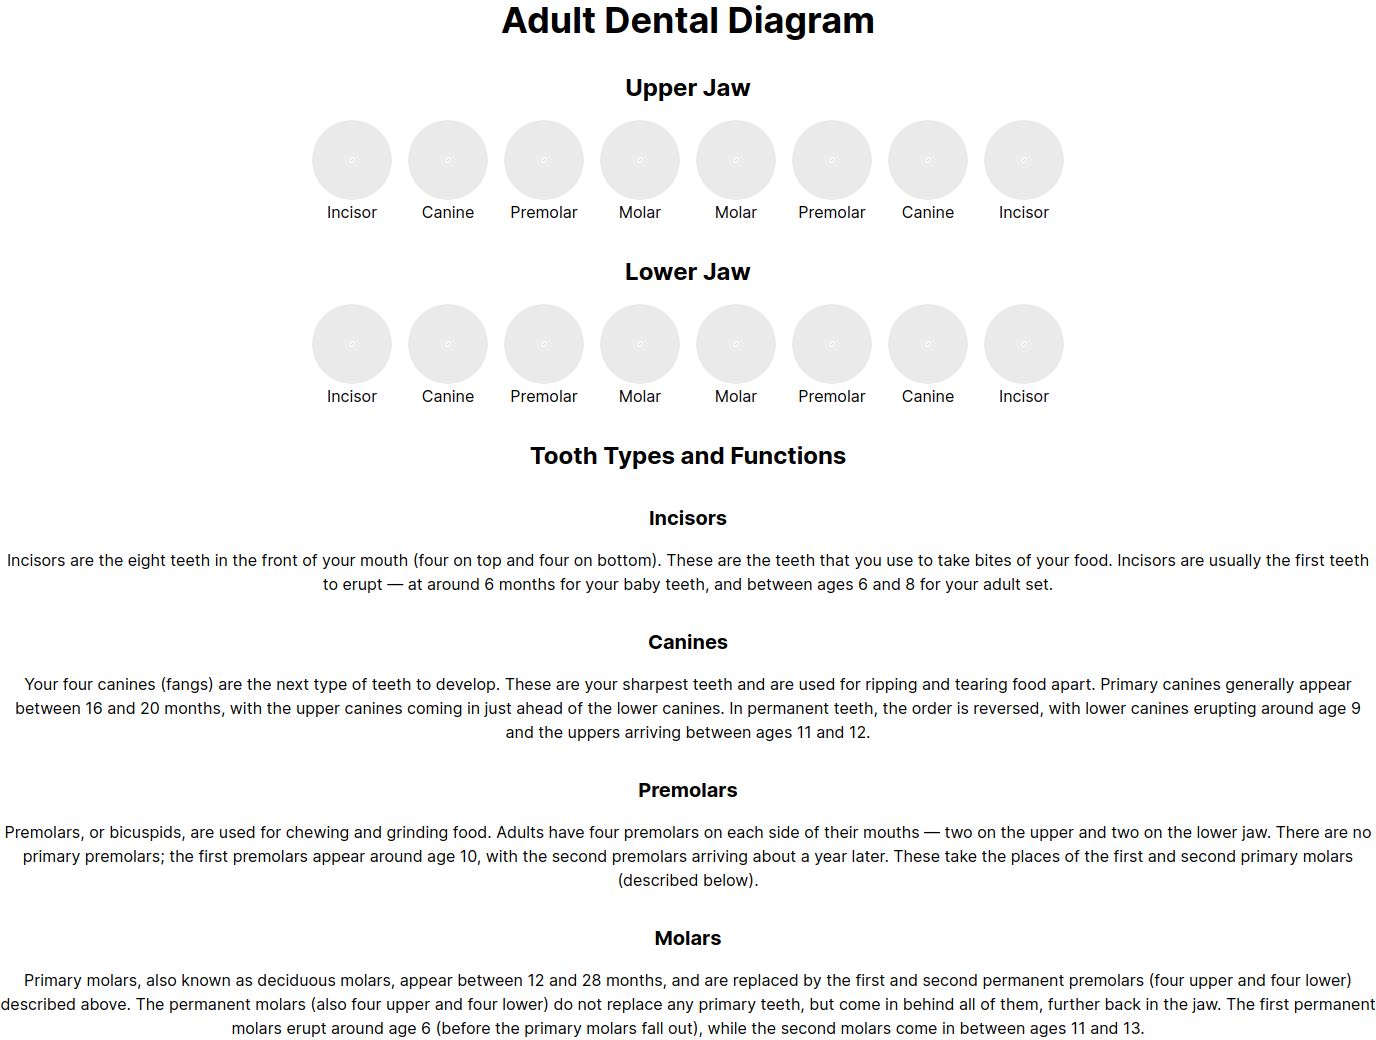 Adult Dental Diagram
Upper Jaw
Incisor Canine Premolar Molar Molar Premolar Canine Incisor
Lower Jaw
Incisor Canine Premolar Molar Molar Premolar Canine Incisor
Tooth Types and Functions
Incisors
Incisors are the eight teeth in the front of your mouth (four on top and four on bottom). These are the teeth that you use to take bites of your food. Incisors are usually the first teeth
to erupt — at around 6 months for your baby teeth, and between ages 6 and 8 for your adult set.
Canines
Your four canines (fangs) are the next type of teeth to develop. These are your sharpest teeth and are used for ripping and tearing food apart. Primary canines generally appear
between 16 and 20 months, with the upper canines coming in just ahead of the lower canines. In permanent teeth, the order is reversed, with lower canines erupting around age 9
and the uppers arriving between ages 11 and 12.
Premolars
Premolars, or bicuspids, are used for chewing and grinding food. Adults have four premolars on each side of their mouths — two on the upper and two on the lower jaw. There are no
primary premolars; the first premolars appear around age 10, with the second premolars arriving about a year later. These take the places of the first and second primary molars
(described below).
Molars
Primary molars, also known as deciduous molars, appear between 12 and 28 months, and are replaced by the first and second permanent premolars (four upper and four lower)
described above. The permanent molars (also four upper and four lower) do not replace any primary teeth, but come in behind all of them, further back in the jaw. The first permanent
molars erupt around age 6 (before the primary molars fall out), while the second molars come in between ages 11 and 13.